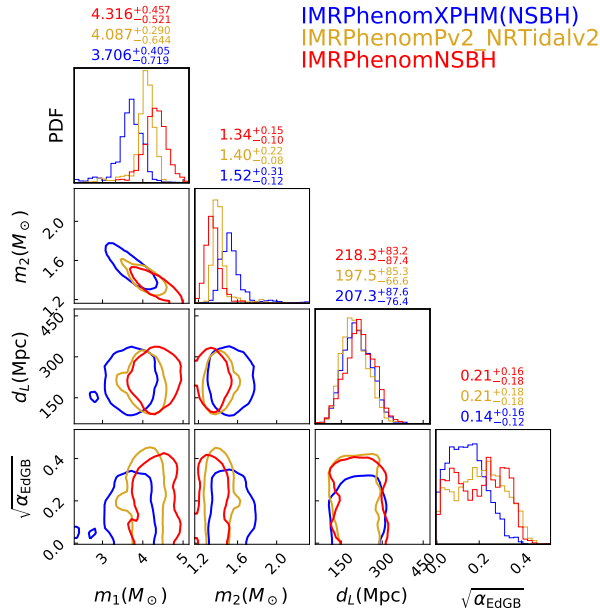 IMRPhenomXPHM(NSBH)
IMRPhenomPv2_NRTidalv2
IMRPhenomNSBH
4.316+0.457−0.521
4.087+0.290−0.644
3.706+0.405−0.719
PDF
1.34+0.15−0.10
1.40+0.22−0.08
1.52+0.31−0.12
m2(M⊙)
2.0
1.6
1.2
218.3+83.2−87.4
197.5+85.3−66.6
207.3+87.6−76.4
dL(Mpc)
450
300
150
0.21+0.16−0.18
0.21+0.18−0.18
0.14+0.16−0.12
√αEdGB
0.4
0.2
0.0
3 4 5
1.2 1.6 2.0
150 300 450
0.0 0.2 0.4
m1(M⊙) m2(M⊙) dL(Mpc) √αEdGB